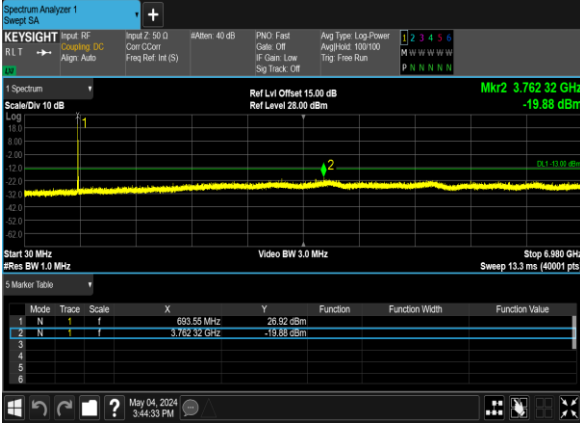 Spectrum Analyzer 1
Swept SA
+
KEYSIGHT Input: RF Input Z: 50 Ω #Atten: 40 dB PNO: Fast Avg Type: Log-Power 1 2 3 4 5 6
RLT Coupling: DC Corr CCorr Gate: Off Avg|Hold: 100/100 M W W W W W
Align: Auto Freq Ref: Int (S) IF Gain: Low Trig: Free Run
Sig Track: Off P N N N N N
1 Spectrum Ref Lvl Offset 15.00 dB Mkr2 3.762 32 GHz
Scale/Div 10 dB Ref Level 28.00 dBm -19.88 dBm
Log
18.0
8.00
-2.00
-12.0
-22.0
-32.0
-42.0
-52.0
-62.0
1
2
DL1 -13.00 dBm
Start 30 MHz Video BW 3.0 MHz Stop 6.980 GHz
#Res BW 1.0 MHz Sweep 13.3 ms (40001 pts
5 Marker Table
Mode Trace Scale X Y Function Function Width Function Value
1 N 1 f 693.55 MHz 26.92 dBm
2 N 1 f 3.762 32 GHz -19.88 dBm
3
4
5
6
? May 04, 2024
3:44:33 PM